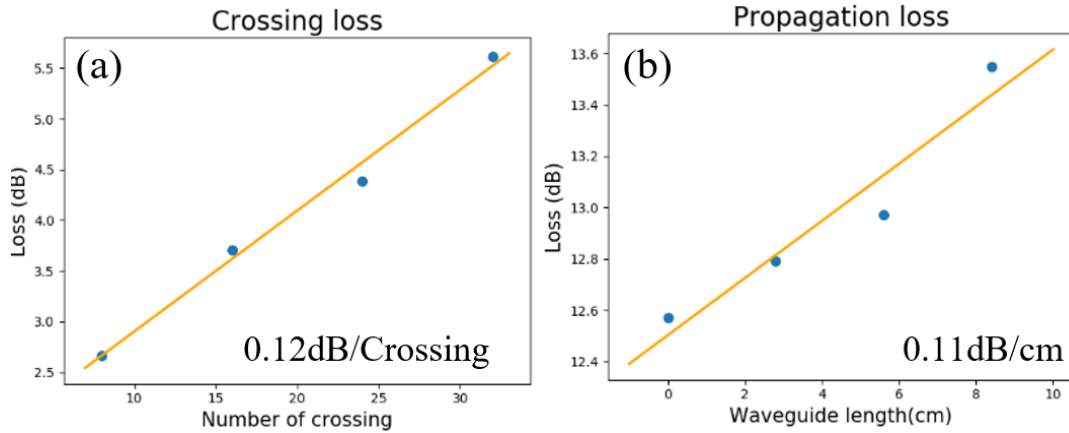 Crossing loss
(a)
5.5
5.0
4.5
4.0
3.5
3.0
2.5
Loss (dB)
0.12dB/Crossing
10
15
20
25
30
Number of crossing
Propagation loss
(b)
13.6
13.4
13.2
13.0
12.8
12.6
12.4
Loss (dB)
0.11dB/cm
0
2
4
6
8
10
Waveguide length(cm)